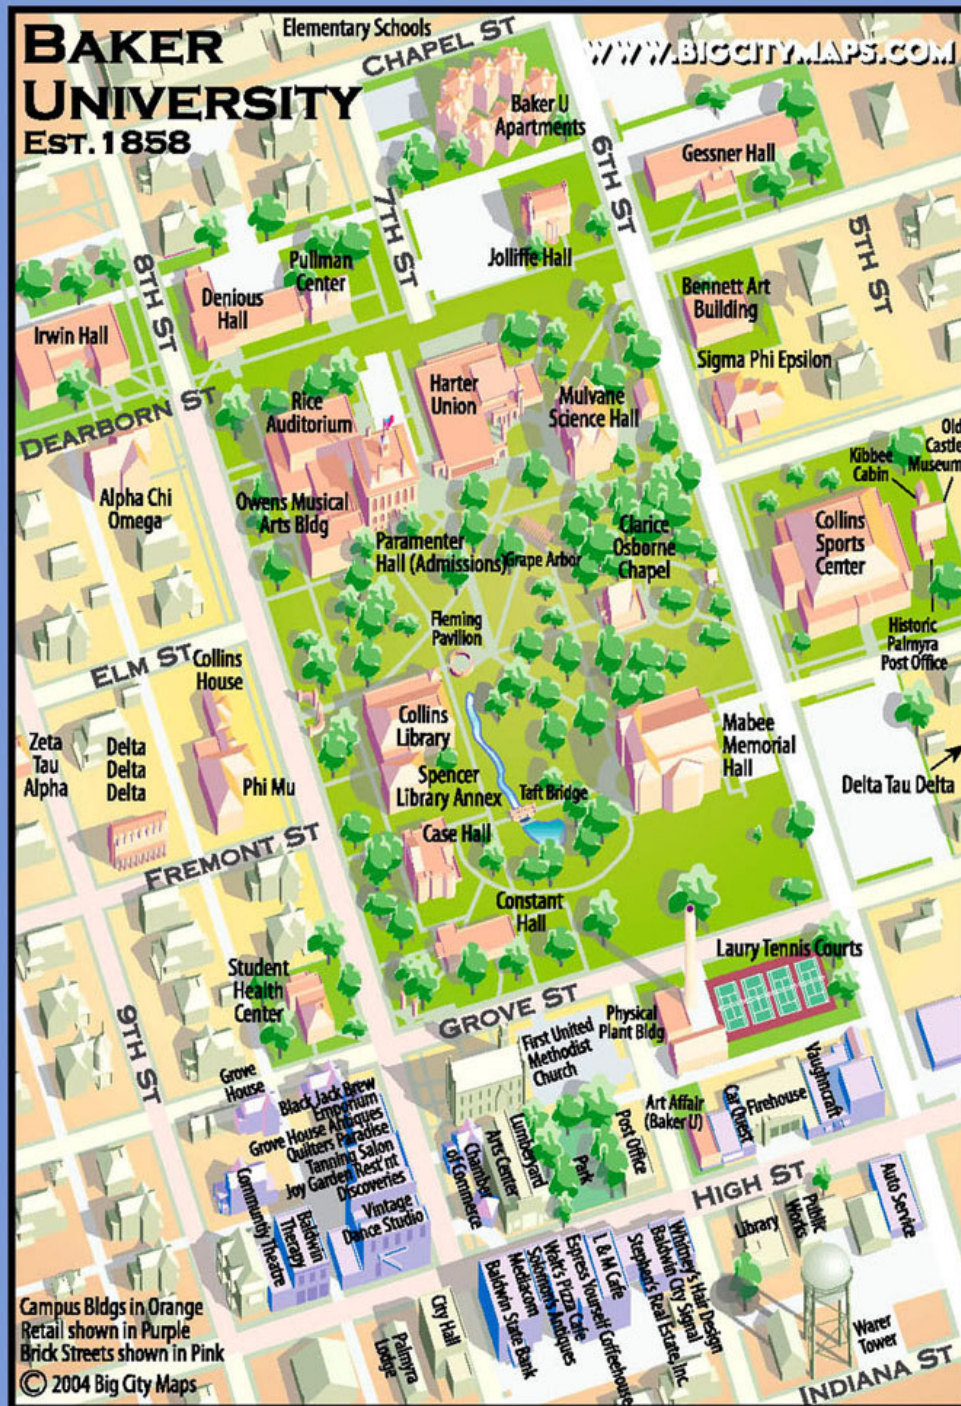 BAKER
UNIVERSITY
EST. 1858
Elementary Schools
CHAPEL ST
WWW.BIGCITYMAPS.COM
Baker U
Apartments
6TH ST
Gessner Hall
7TH ST
Jolliffe Hall
5TH ST
Pullman
Center
8TH ST
Denious
Hall
Bennett Art
Building
Irwin Hall
Sigma Phi Epsilon
DEARBORN ST
Rice
Auditorium
Harter
Union
Mulvane
Science Hall
Old
Castle
Museum
Kibbee
Cabin
Alpha Chi
Omega
Owens Musical
Arts Bldg
Paramenter
Hall (Admissions)
Grape Arbor
Clarice
Osborne
Chapel
Collins
Sports
Center
Historic
Palmyra
Post Office
Fleming
Pavilion
ELM ST
Collins
House
Collins
Library
Mabee
Memorial
Hall
Zeta
Tau
Alpha
Delta
Delta
Delta
Phi Mu
Spencer
Library Annex
Taft Bridge
Delta Tau Delta
FREMONT ST
Case Hall
Constant
Hall
Laury Tennis Courts
Student
Health
Center
GROVE ST
Physical
Plant Bldg
9TH ST
First United
Methodist
Church
Grove
House
Black Jack Brew
Emporium
Grove House Antiques
Quilters Paradise
Tanning Salon
Joy Garden Rest'nt
Discoveries
Vintage
Dance Studio
Community Theatre
Baldwin
Therapy
Chamber
of Commerce
Arts Center
Lumberyard
Park
Post Office
Art Affair
(Baker U)
Car Quest
Firehouse
Vaughncraft
HIGH ST
Library
Public
Works
Auto Service
Whitney's Hair Design
Baldwin City Signal
Stephan's Real Estate, Inc.
L & M Cafe
Espress Yourself Coffeehouse
Walt's Pizza Cafe
Solomon's Antiques
Mediacom
Baldwin State Bank
City Hall
Palmyra
Lodge
Warer
Tower
INDIANA ST
Campus Bldgs in Orange
Retail shown in Purple
Brick Streets shown in Pink
© 2004 Big City Maps